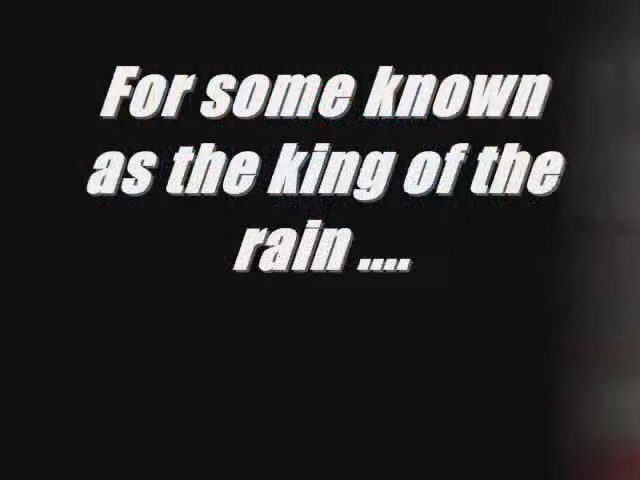 For some known
as the king of the
rain ....